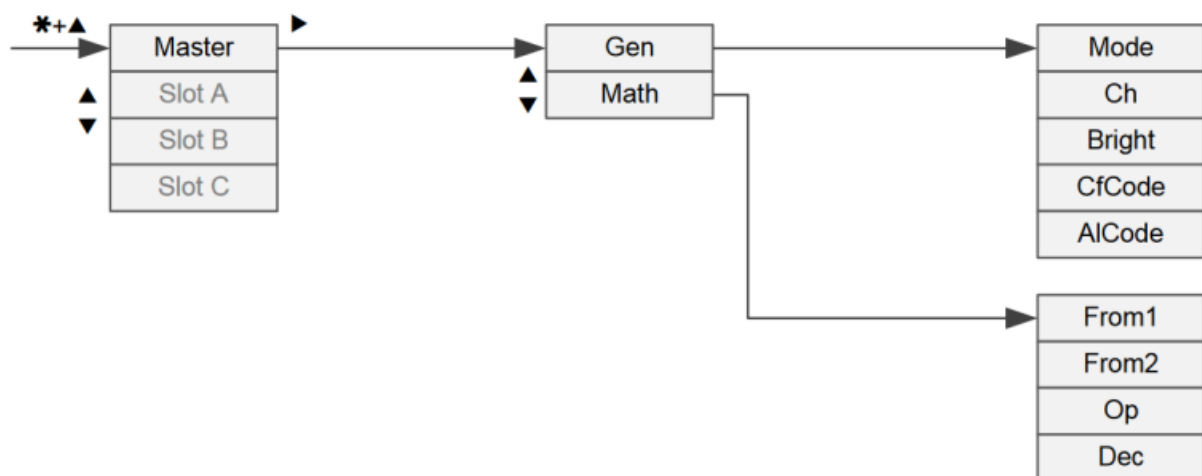 ✱+▲
Master
▶
Gen
Mode
▲
▼
Slot A
Slot B
Slot C
▲
▼
Math
Ch
Bright
CfCode
AlCode
From1
From2
Op
Dec